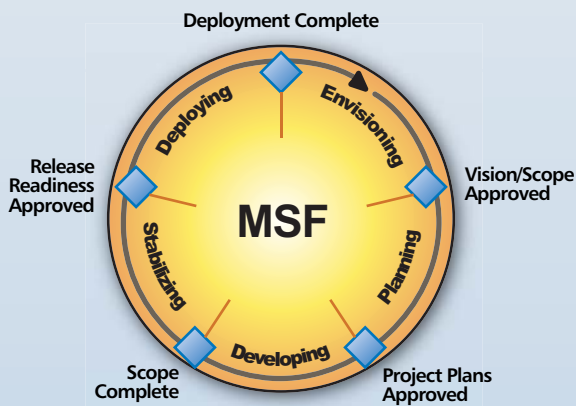 Deployment Complete
Envisioning
Vision/Scope
Approved
Planning
Project Plans
Approved
Developing
Scope
Complete
Stabilizing
Release
Readiness
Approved
Deploying
MSF